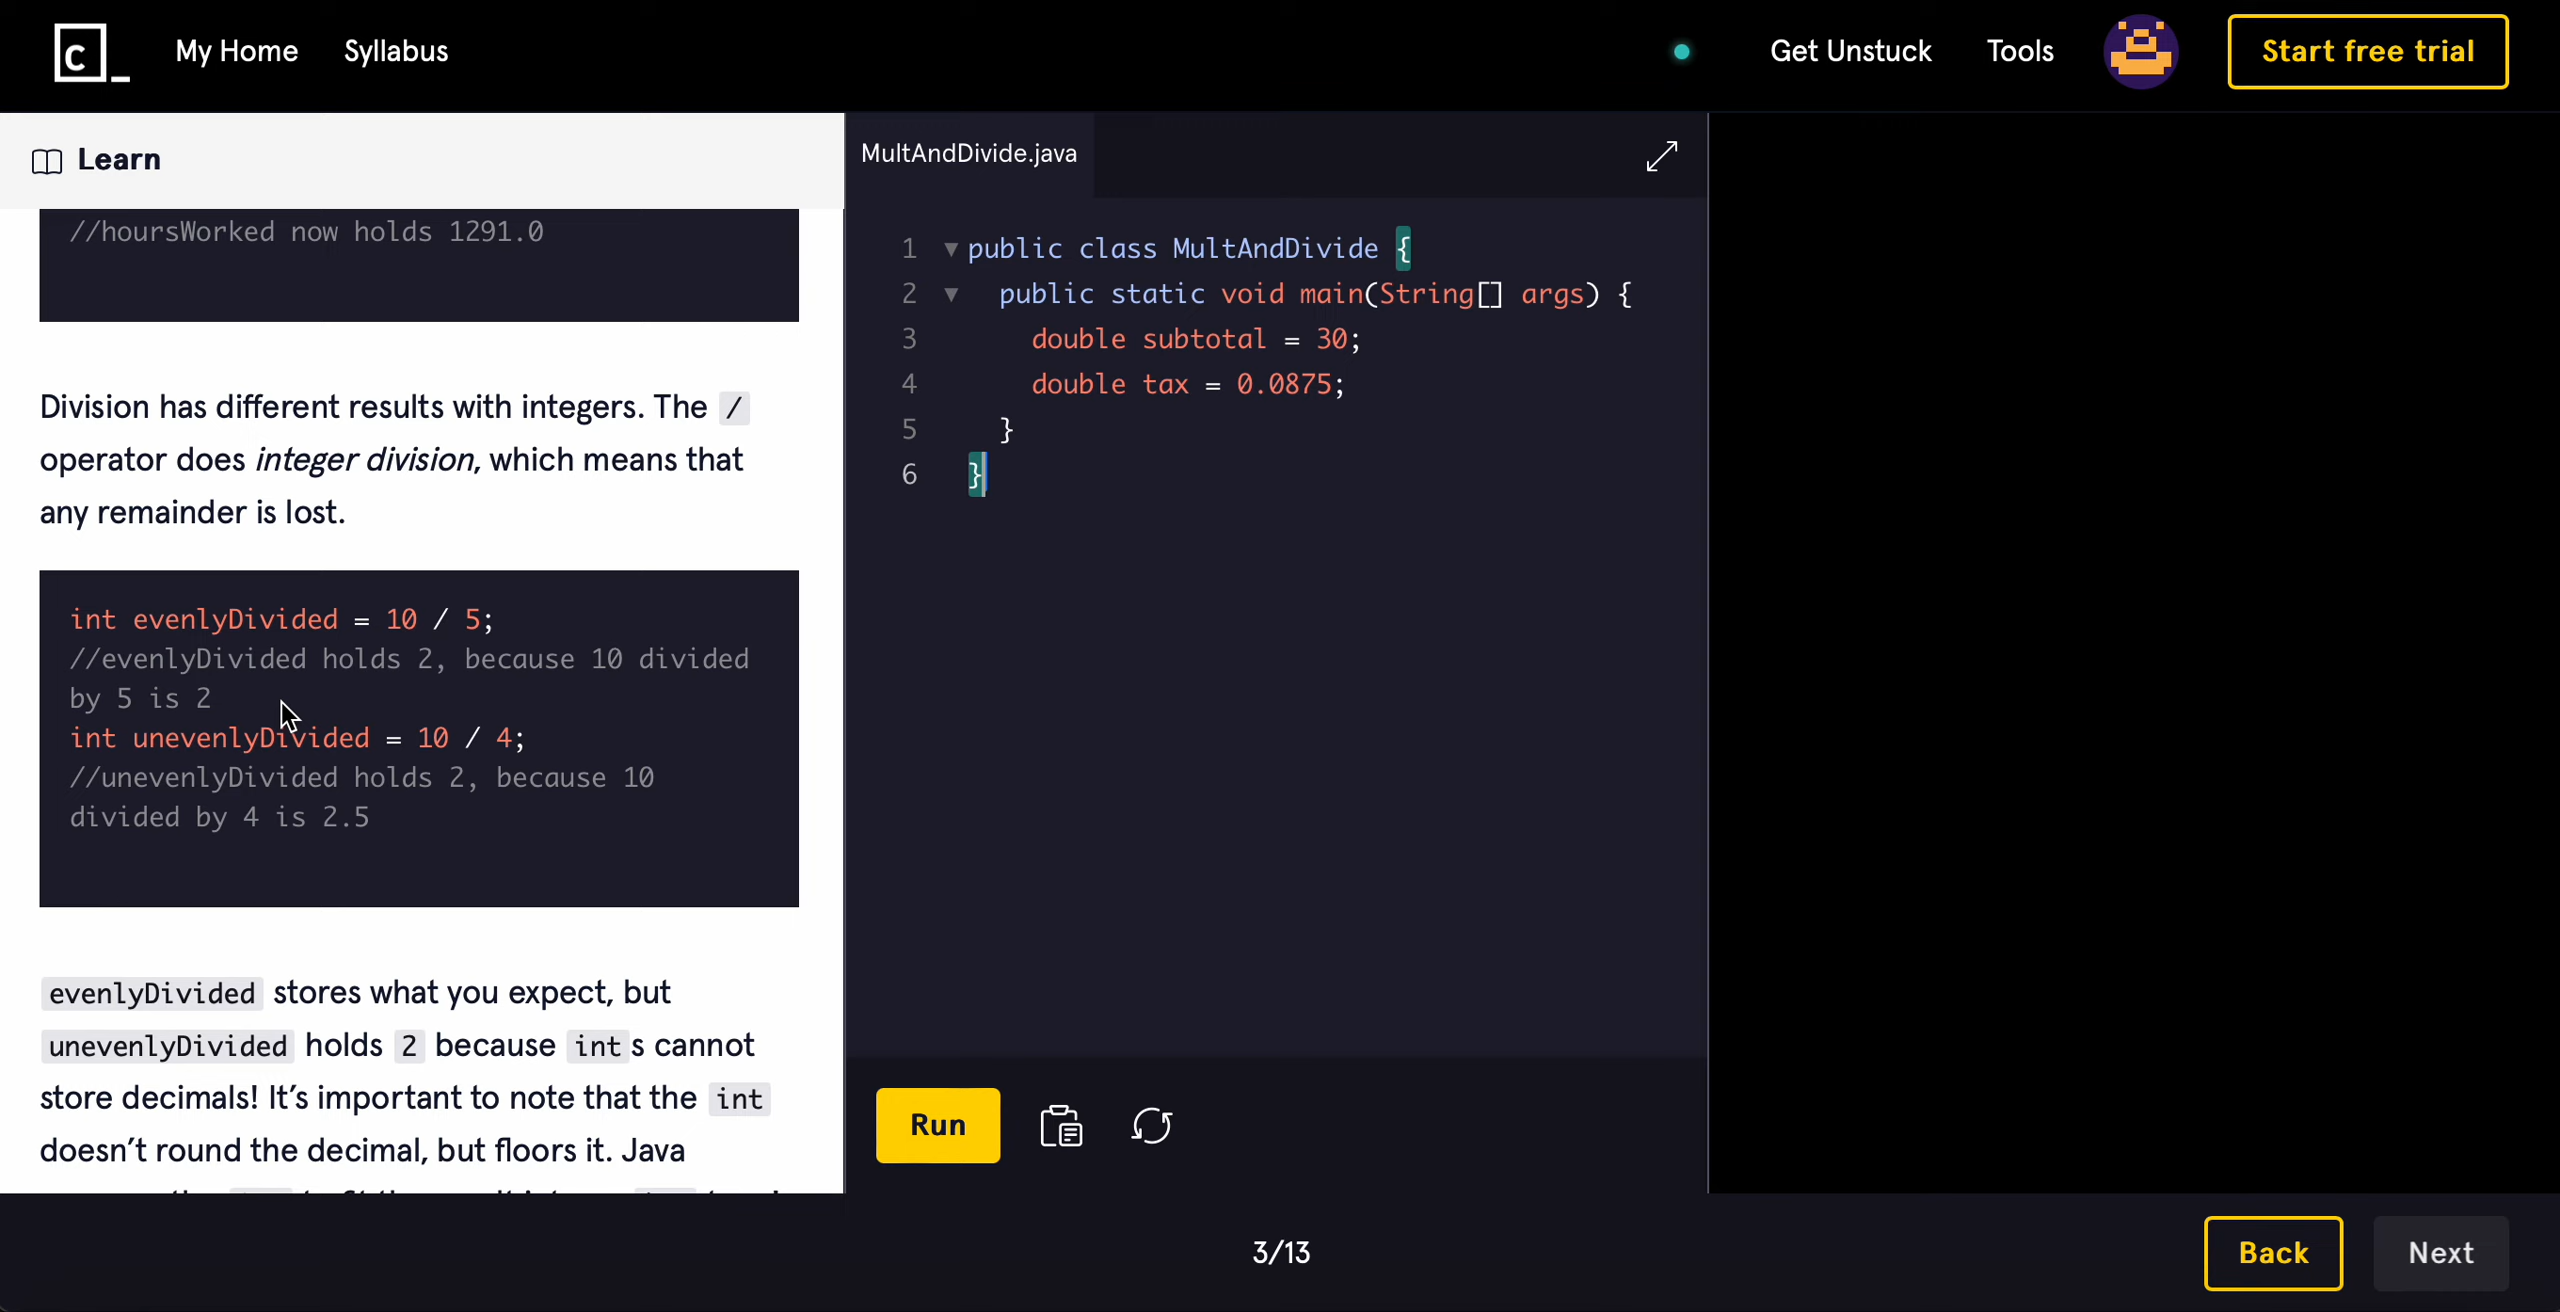 C_
My Home
Syllabus
Get Unstuck
Tools
Start free trial
Learn
//hoursWorked now holds 1291.0
Division has different results with integers. The /
operator does integer division, which means that
any remainder is lost.
int evenlyDivided = 10 / 5;
//evenlyDivided holds 2, because 10 divided
by 5 is 2
int unevenlyDivided = 10 / 4;
//unevenlyDivided holds 2, because 10
divided by 4 is 2.5
evenlyDivided stores what you expect, but
unevenlyDivided holds 2 because ints cannot
store decimals! It’s important to note that the int
doesn’t round the decimal, but floors it. Java
MultAndDivide.java
1 public class MultAndDivide {
2 public static void main(String[] args) {
3 double subtotal = 30;
4 double tax = 0.0875;
5 }
6 }
Run
3/13
Back
Next